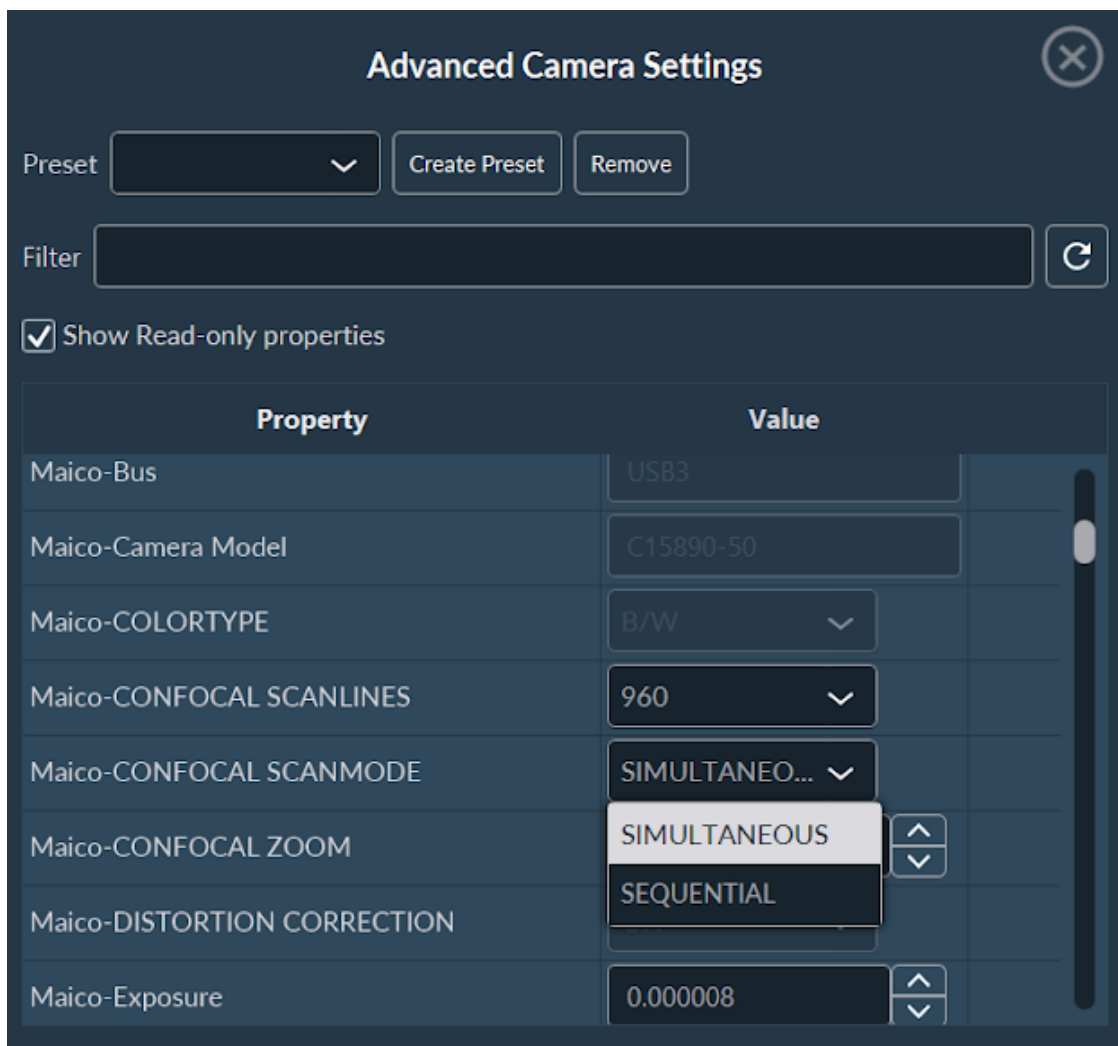 Advanced Camera Settings
Preset Create Preset Remove
Filter
Show Read-only properties
Property Value
Maico-Bus USB3
Maico-Camera Model C15890-50
Maico-COLORTYPE B/W
Maico-CONFOCAL SCANLINES 960
Maico-CONFOCAL SCANMODE SIMULTANEO...
SIMULTANEOUS
Maico-CONFOCAL ZOOM
SEQUENTIAL
Maico-DISTORTION CORRECTION
Maico-Exposure 0.000008